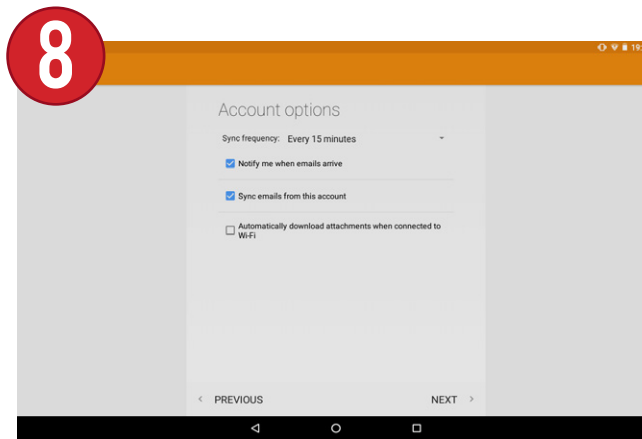 8
19:
Account options
Sync frequency: Every 15 minutes
Notify me when emails arrive
Sync emails from this account
Automatically download attachments when connected to
Wi-Fi
PREVIOUS NEXT